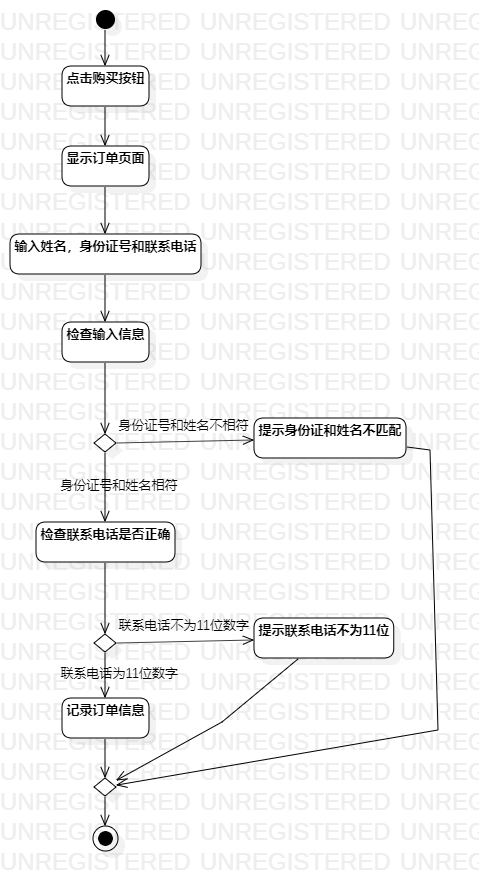 点击购买按钮
显示订单页面
输入姓名，身份证号和联系电话
检查输入信息
身份证号和姓名不相符
提示身份证和姓名不匹配
身份证号和姓名相符
检查联系电话是否正确
联系电话不为11位数字
提示联系电话不为11位
联系电话为11位数字
记录订单信息
UNREGISTERED